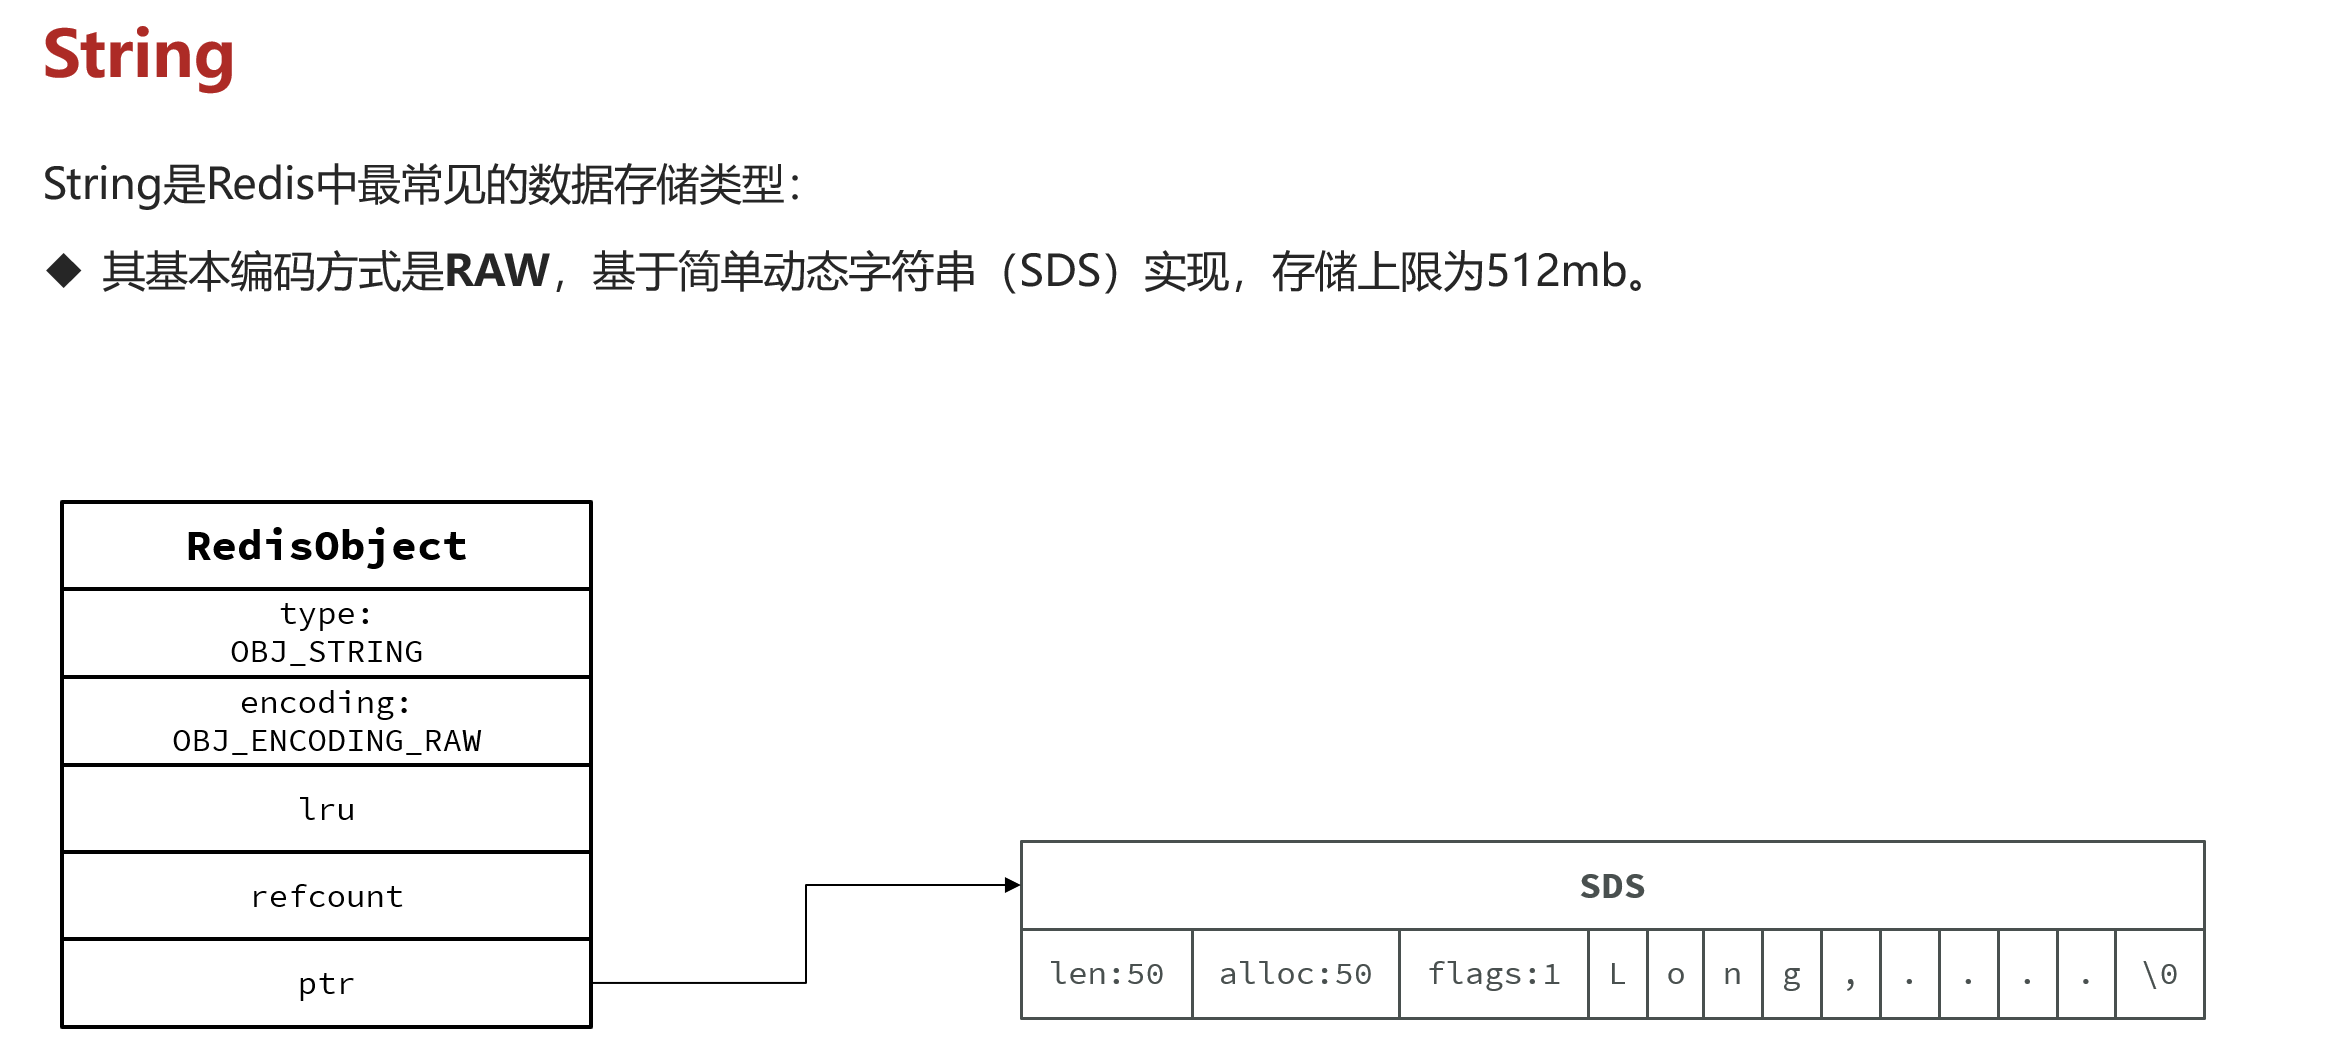 String
String是Redis中最常见的数据存储类型：
◆ 其基本编码方式是RAW，基于简单动态字符串（SDS）实现，存储上限为512mb。
RedisObject
type:
OBJ_STRING
encoding:
OBJ_ENCODING_RAW
lru
refcount
ptr
SDS
len:50 alloc:50 flags:1 L o n g , . . . . \0